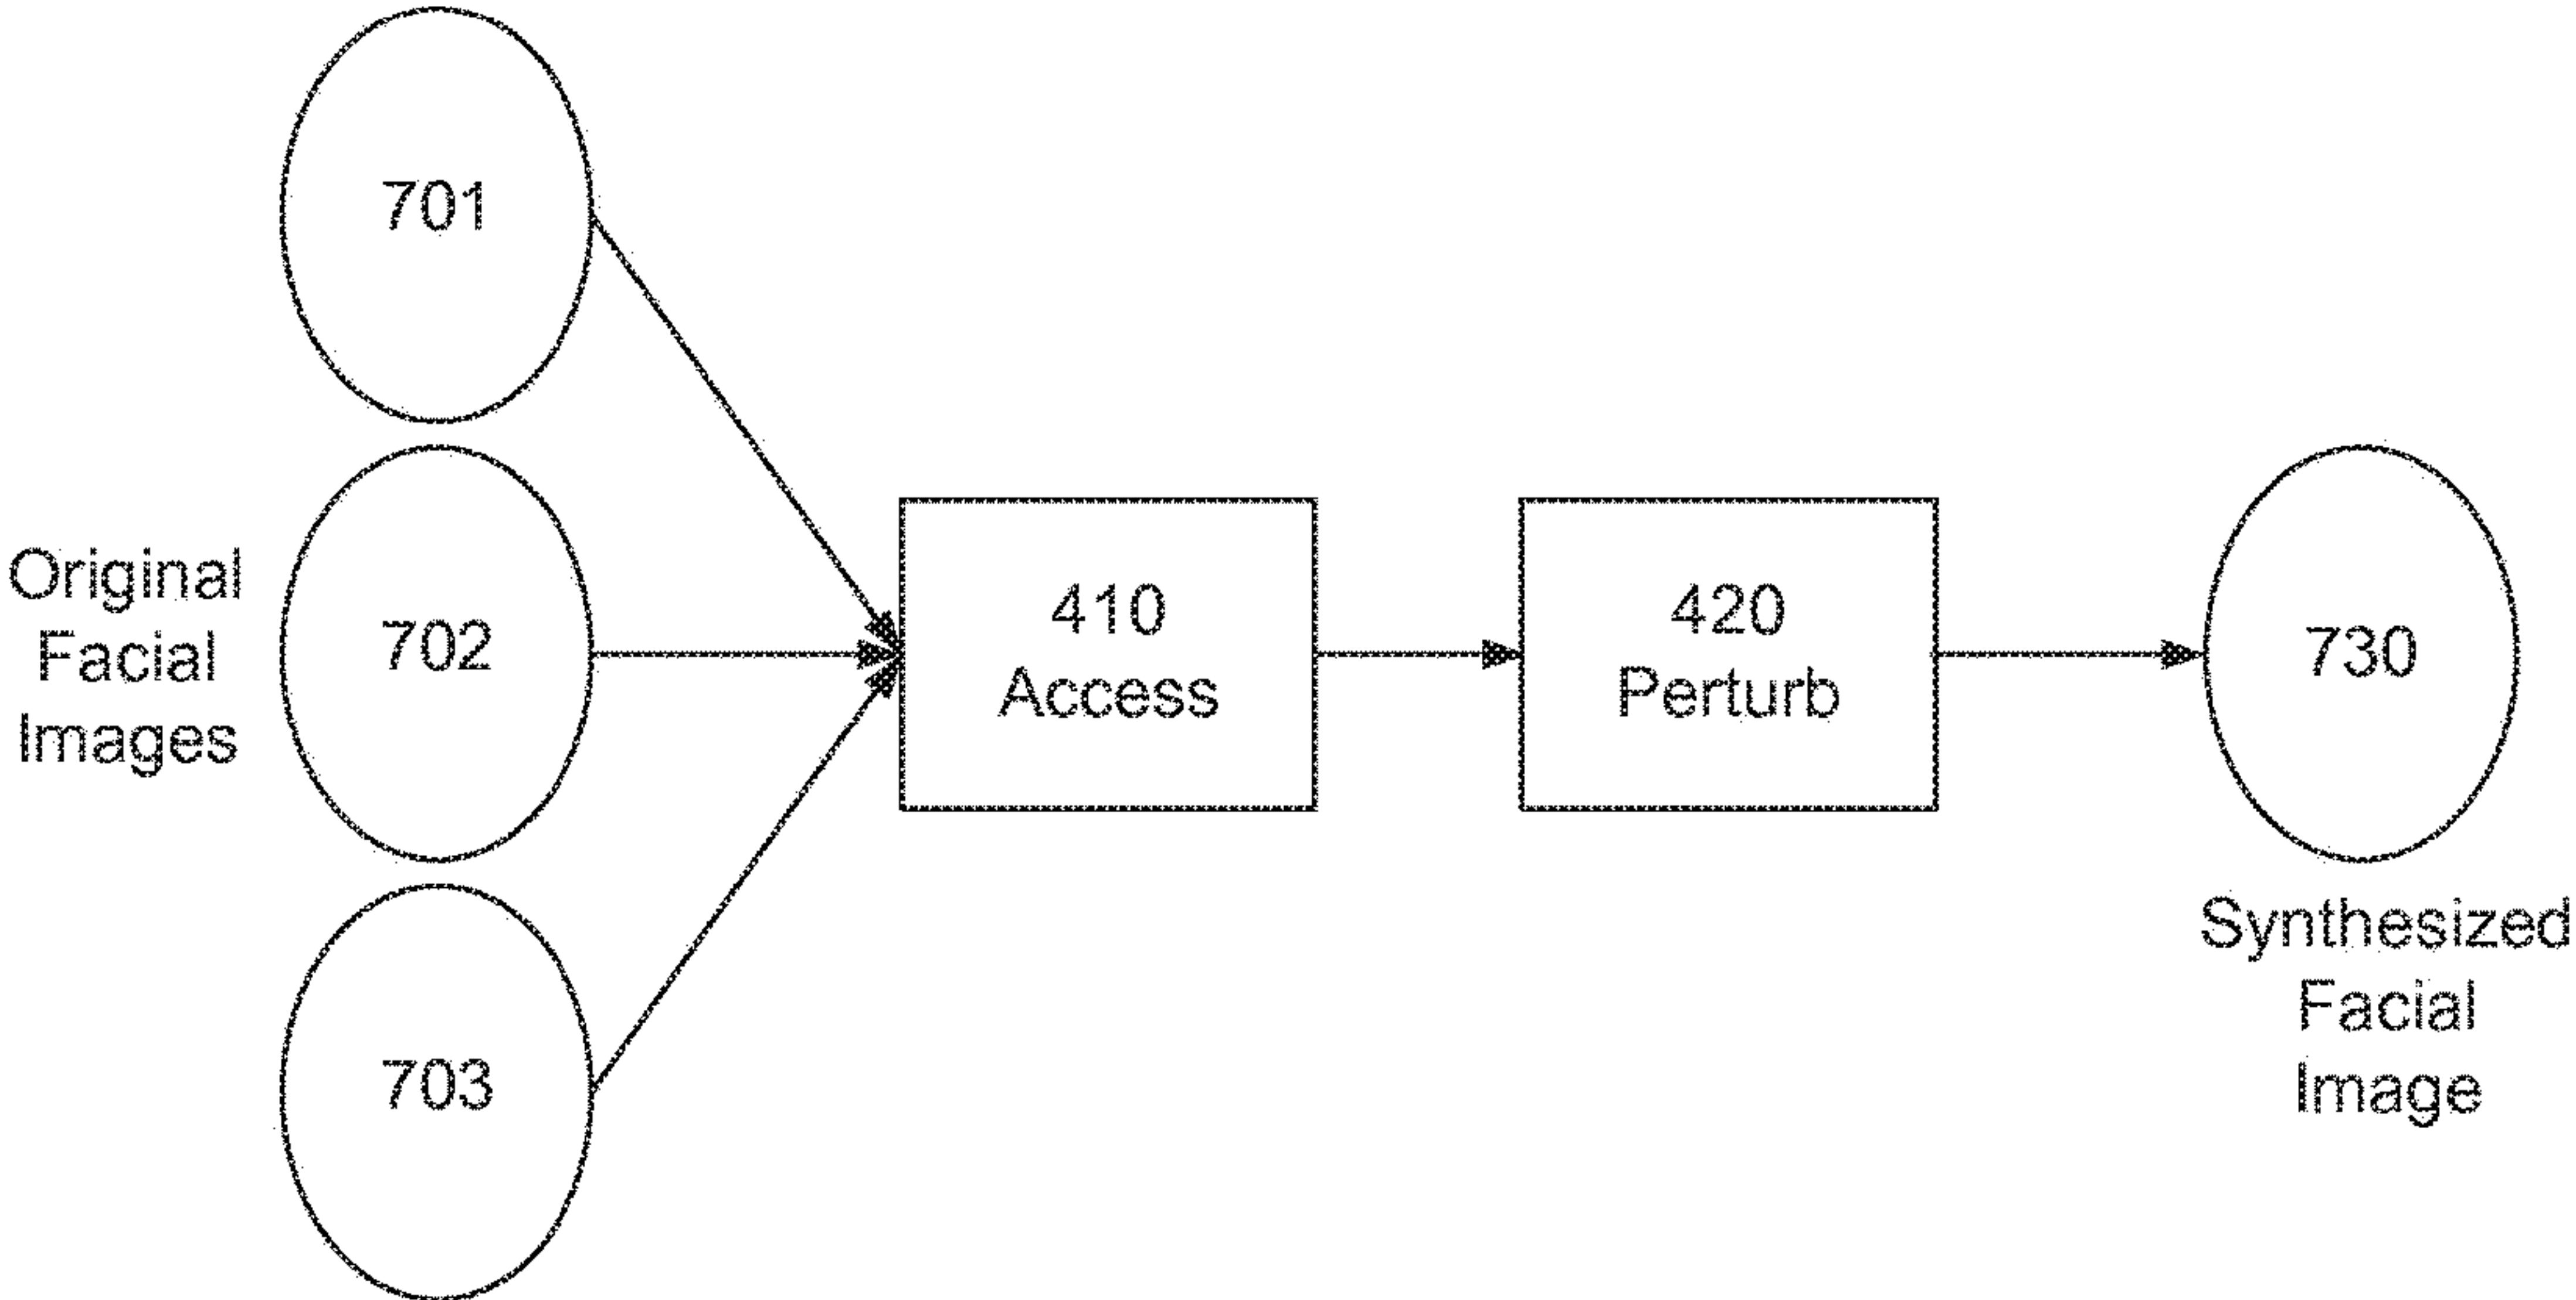 701
Original
Facial
Images
702
703
410
Access
420
Perturb
730
Synthesized
Facial
Image